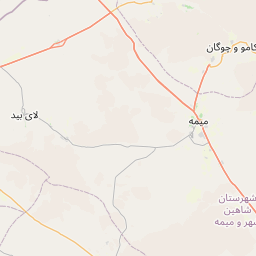 کامو و چوگان
لای بید
میمه
شهرستان
شاهین
شهر و میمه